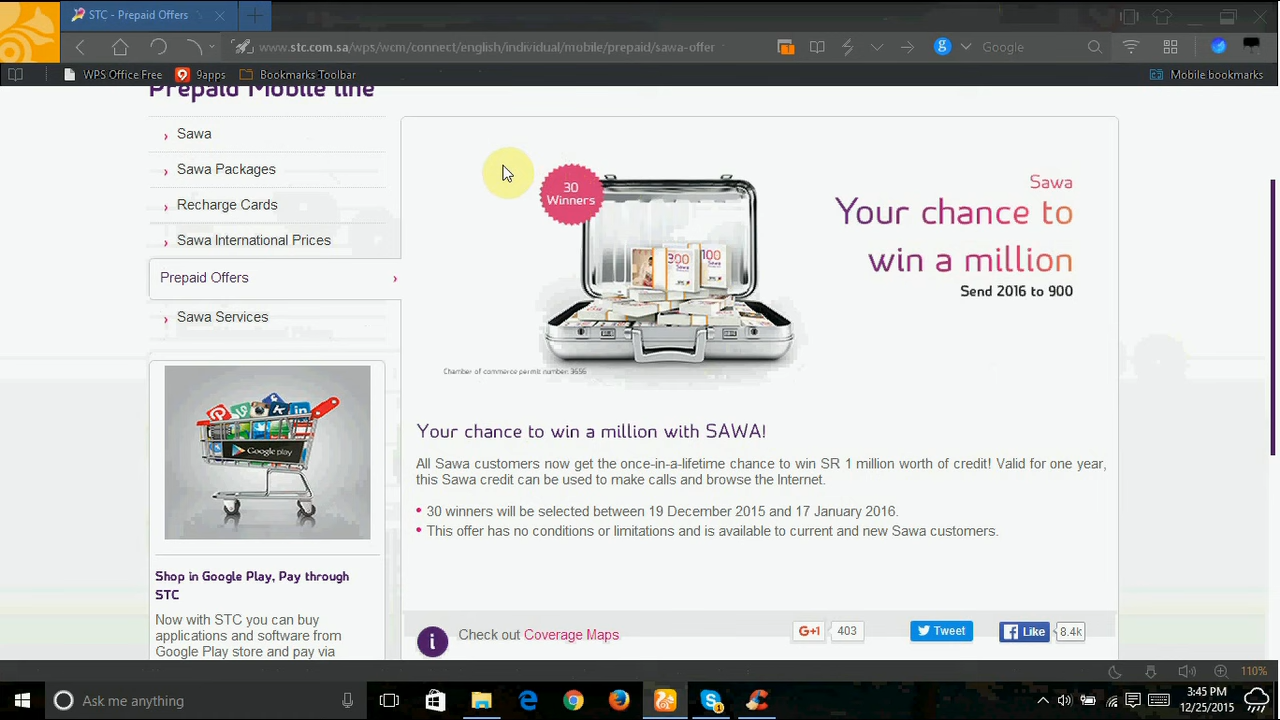 STC - Prepaid Offers
www.stc.com.sa/wps/wcm/connect/english/individual/mobile/prepaid/sawa-offer
Google
WPS Office Free
9apps
Bookmarks Toolbar
Mobile bookmarks
Prepaid Mobile line
Sawa
Sawa Packages
Recharge Cards
Sawa International Prices
Prepaid Offers
Sawa Services
30
Winners
300
100
Sawa
Your chance to
win a million
Send 2016 to 900
Chamber of commerce permit number: 3656
Google play
Your chance to win a million with SAWA!
All Sawa customers now get the once-in-a-lifetime chance to win SR 1 million worth of credit! Valid for one year,
this Sawa credit can be used to make calls and browse the Internet.
30 winners will be selected between 19 December 2015 and 17 January 2016.
This offer has no conditions or limitations and is available to current and new Sawa customers.
Shop in Google Play, Pay through
STC
Now with STC you can buy
applications and software from
Google Play store and pay via
Check out Coverage Maps
G+1
403
Tweet
Like
8.4k
110%
Ask me anything
3:45 PM
12/25/2015